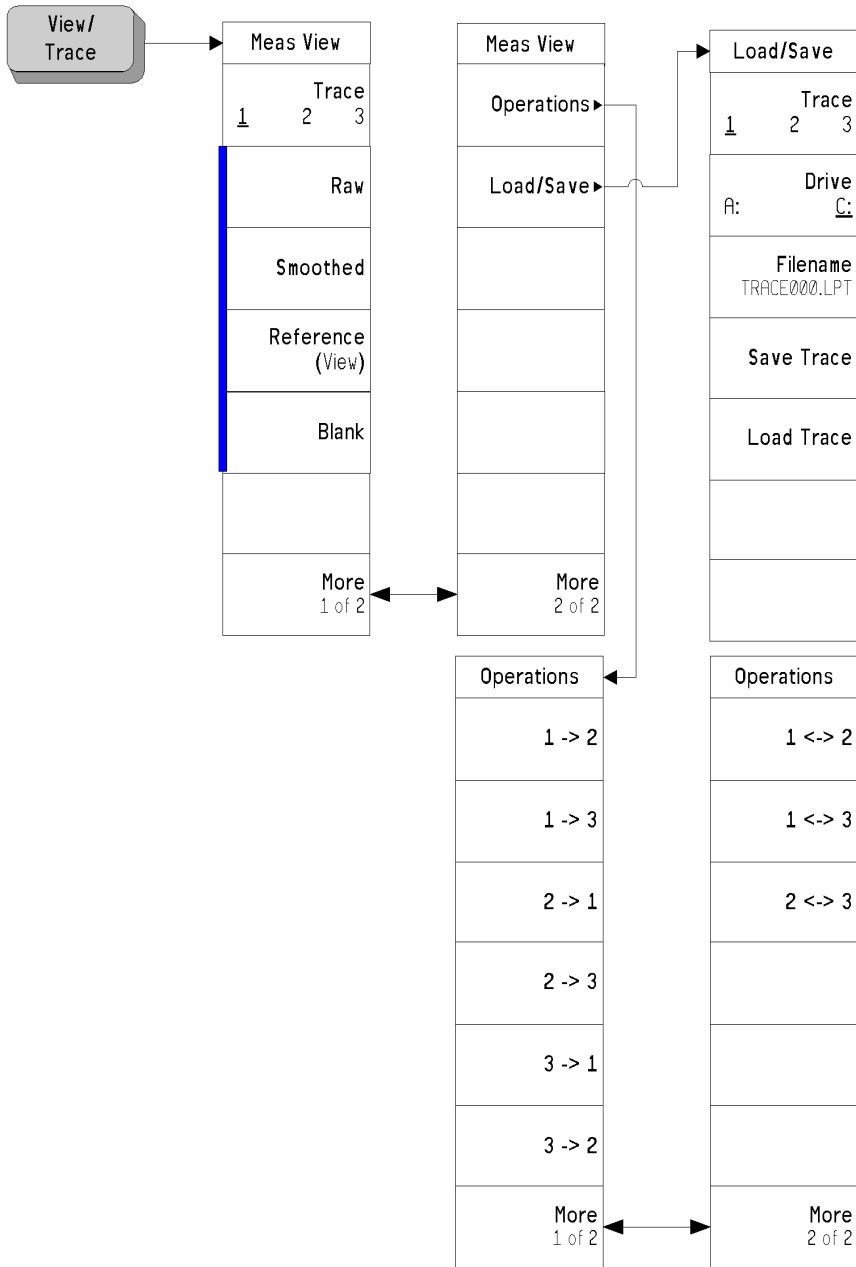 View/
Trace
Meas View
Trace
1 2 3
Raw
Smoothed
Reference
(View)
Blank
More
1 of 2
Meas View
Operations
Load/Save
More
2 of 2
Load/Save
Trace
1 2 3
Drive
A: C:
Filename
TRACE000.LPT
Save Trace
Load Trace
Operations
1 -> 2
1 -> 3
2 -> 1
2 -> 3
3 -> 1
3 -> 2
More
1 of 2
Operations
1 <-> 2
1 <-> 3
2 <-> 3
More
2 of 2